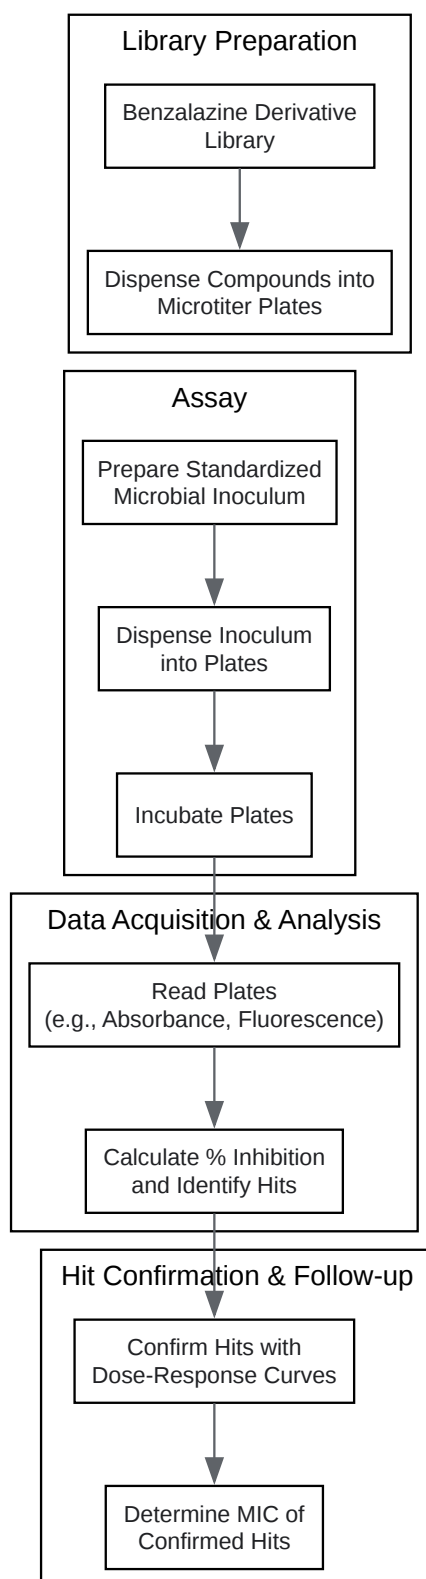 Library Preparation
Benzalazine Derivative
Library
Dispense Compounds into
Microtiter Plates
Assay
Prepare Standardized
Microbial Inoculum
Dispense Inoculum
into Plates
Incubate Plates
Data Acquisition & Analysis
Read Plates
(e.g., Absorbance, Fluorescence)
Calculate % Inhibition
and Identify Hits
Hit Confirmation & Follow-up
Confirm Hits with
Dose-Response Curves
Determine MIC of
Confirmed Hits